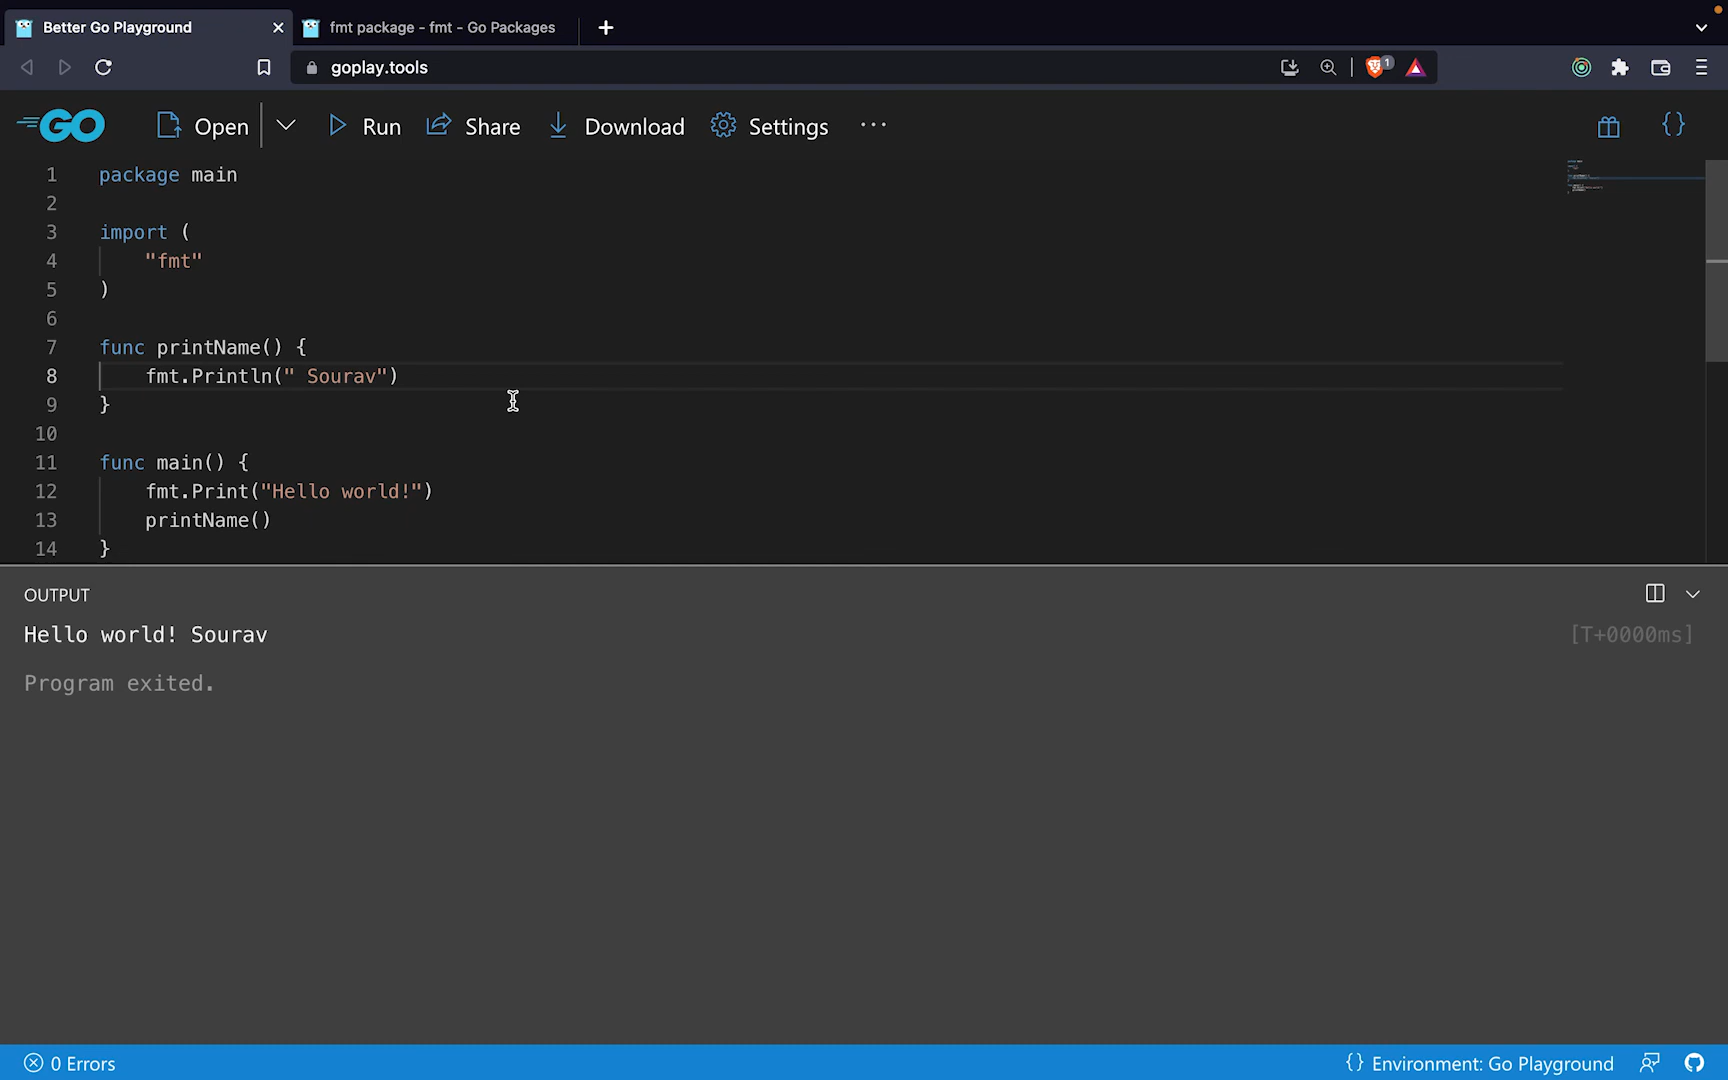 Better Go Playground
fmt package - fmt - Go Packages
goplay.tools
1
GO
Open
Run
Share
Download
Settings
1 package main
2
3 import (
4 "fmt"
5 )
6
7 func printName() {
8 fmt.Println(" Sourav")
9 }
10
11 func main() {
12 fmt.Print("Hello world!")
13 printName()
14 }
OUTPUT
Hello world! Sourav [T+0000ms]
Program exited.
0 Errors
{} Environment: Go Playground